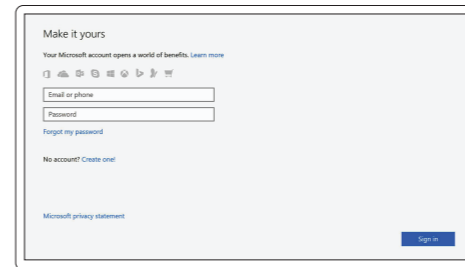 Make it yours
Your Microsoft account opens a world of benefits. Learn more
Email or phone
Password
Forgot my password
No account? Create one!
Microsoft privacy statement
Sign in